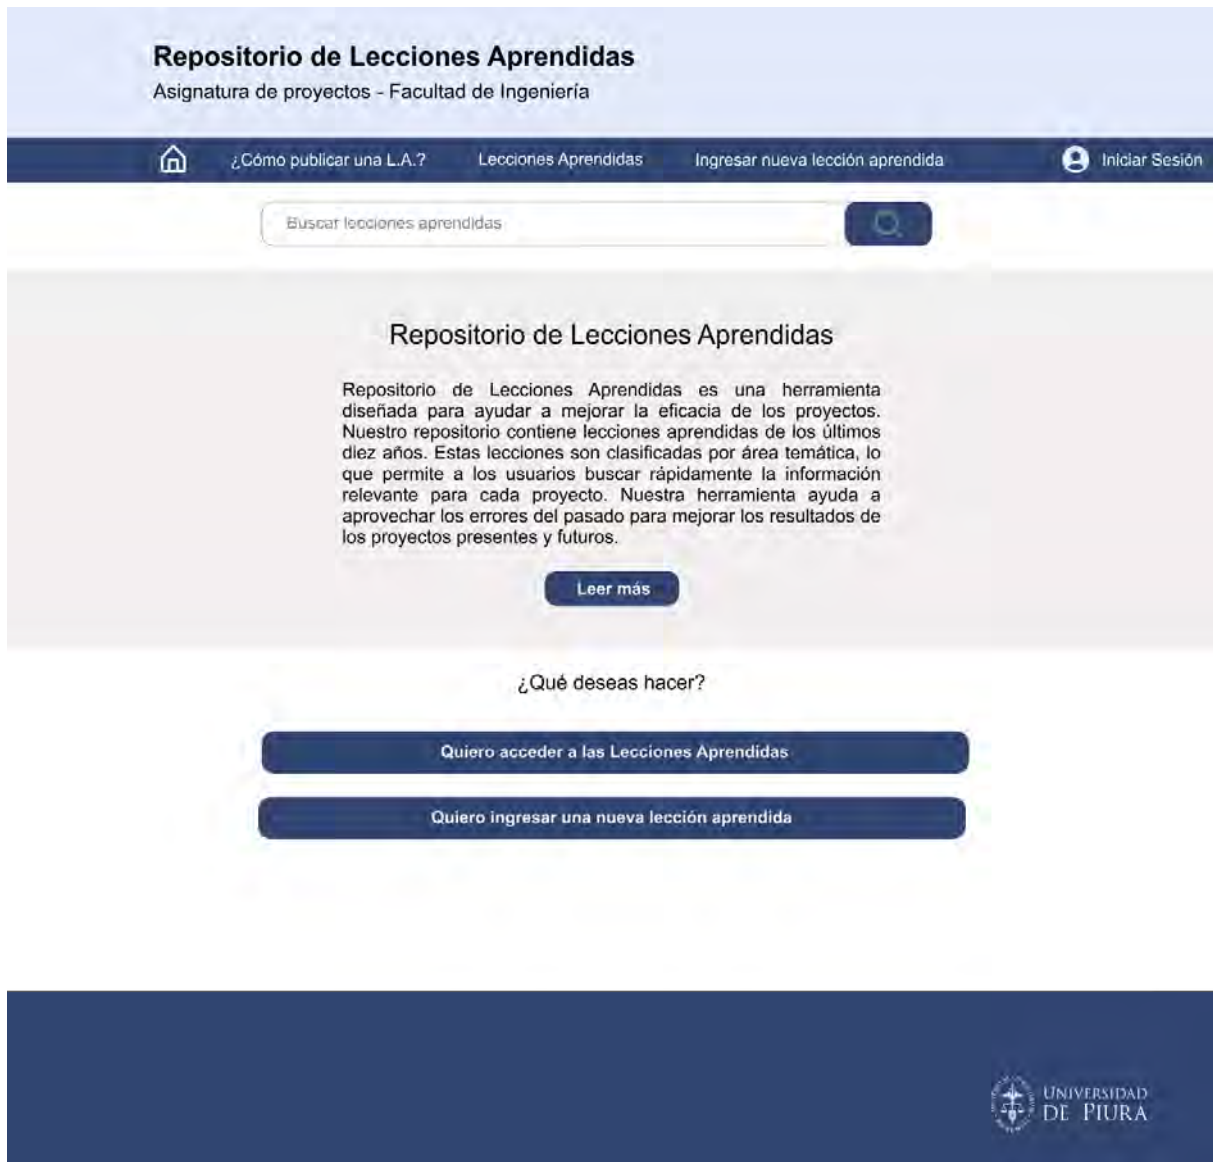 Repositorio de Lecciones Aprendidas
Asignatura de proyectos - Facultad de Ingeniería
¿Cómo publicar una L.A.? Lecciones Aprendidas Ingresar nueva lección aprendida Iniciar Sesión
Buscar lecciones aprendidas
Repositorio de Lecciones Aprendidas
Repositorio de Lecciones Aprendidas es una herramienta
diseñada para ayudar a mejorar la eficacia de los proyectos.
Nuestro repositorio contiene lecciones aprendidas de los últimos
diez años. Estas lecciones son clasificadas por área temática, lo
que permite a los usuarios buscar rápidamente la información
relevante para cada proyecto. Nuestra herramienta ayuda a
aprovechar los errores del pasado para mejorar los resultados de
los proyectos presentes y futuros.
Leer más
¿Qué deseas hacer?
Quiero acceder a las Lecciones Aprendidas
Quiero ingresar una nueva lección aprendida
UNIVERSIDAD
DE PIURA